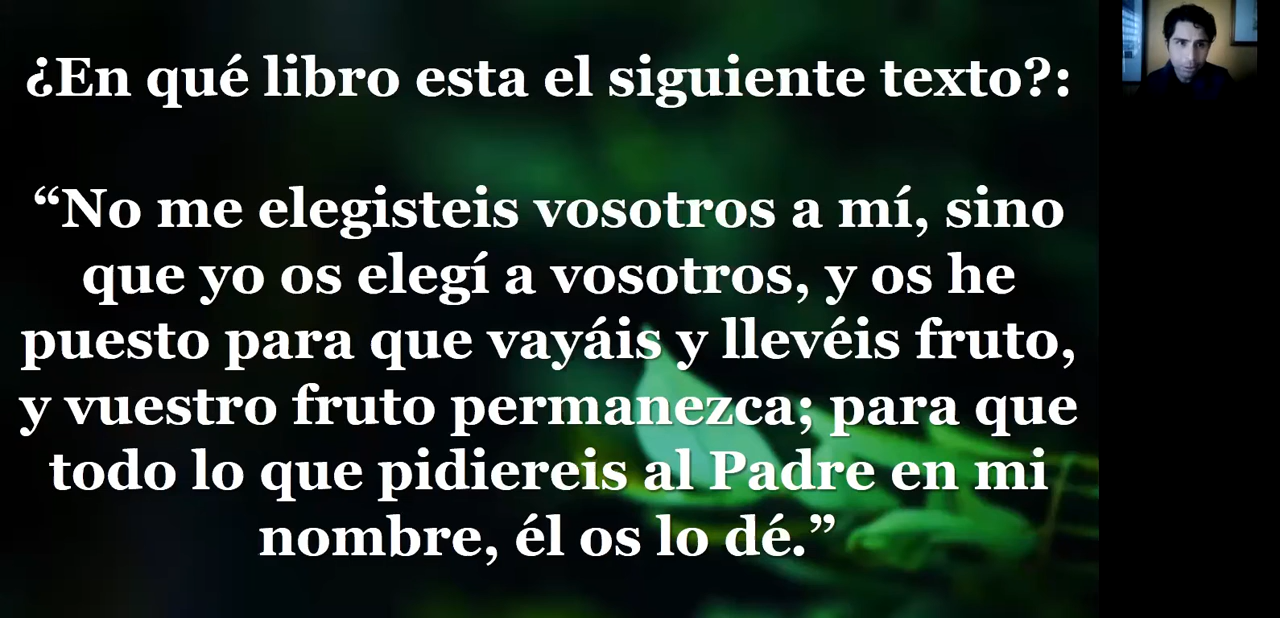 ¿En qué libro esta el siguiente texto?:
“No me elegisteis vosotros a mí, sino
que yo os elegí a vosotros, y os he
puesto para que vayáis y llevéis fruto,
y vuestro fruto permanezca; para que
todo lo que pidiereis al Padre en mi
nombre, él os lo dé.”